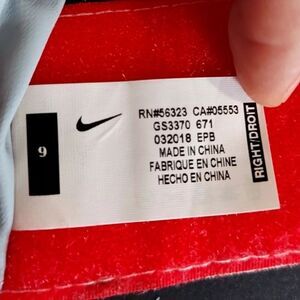 9
RN#56323 CA#05553
GS3370 671
032018 EPB
MADE IN CHINA
FABRIQUE EN CHINE
HECHO EN CHINA
RIGHT/DROIT